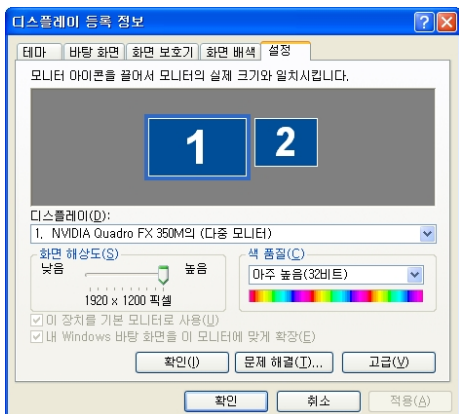 디스플레이 등록 정보
테마 바탕 화면 화면 보호기 화면 배색 설정
모니터 아이콘을 끌어서 모니터의 실제 크기와 일치시킵니다.
1 2
디스플레이(D):
1. NVIDIA Quadro FX 350M의 (다중 모니터)
화면 해상도(S) 색 품질(C)
낮음 높음 아주 높음(32비트)
1920 x 1200 픽셀
이 장치를 기본 모니터로 사용(U)
내 Windows 바탕 화면을 이 모니터에 맞게 확장(E)
확인(I) 문제 해결(T)... 고급(V)
확인 취소 적용(A)